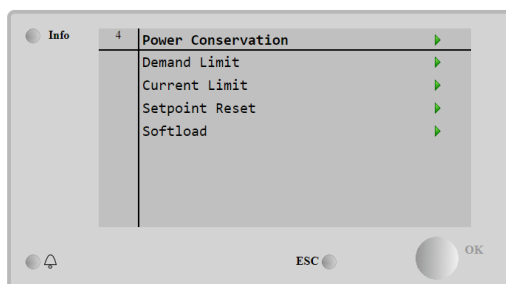 Info
4 Power Conservation
Demand Limit
Current Limit
Setpoint Reset
Softload
ESC
OK